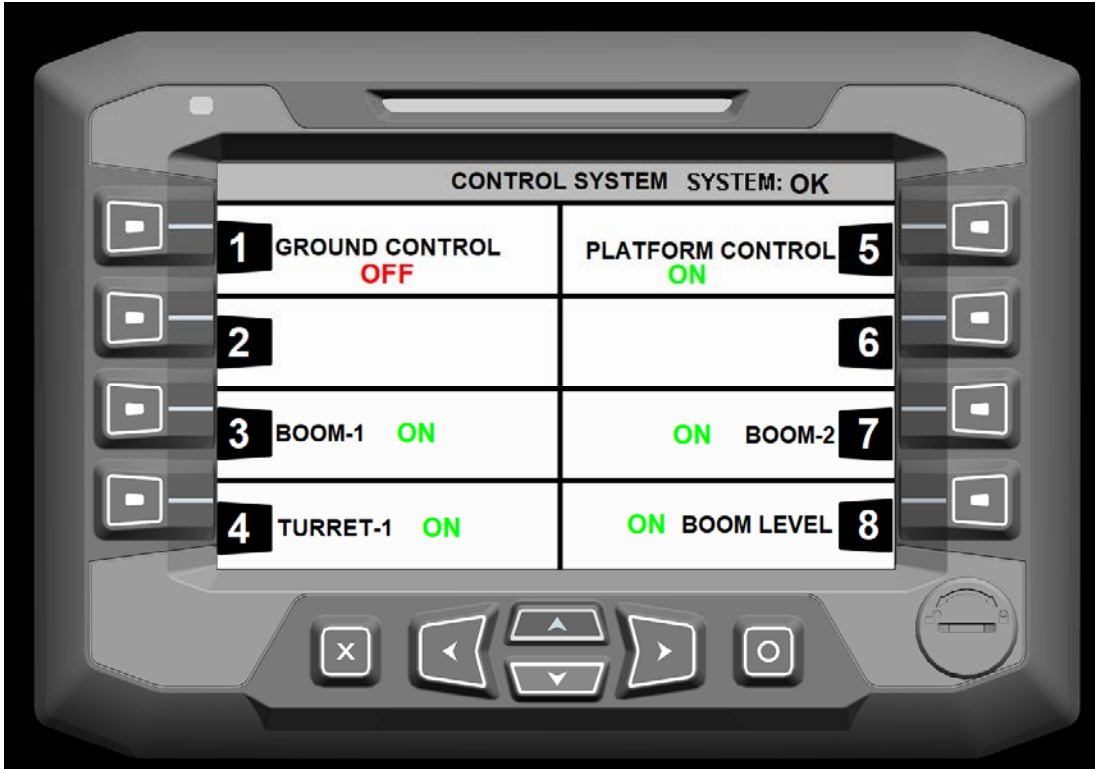 CONTROL SYSTEM SYSTEM: OK
1 GROUND CONTROL
OFF
PLATFORM CONTROL 5
ON
2
6
3 BOOM-1 ON
ON BOOM-2 7
4 TURRET-1 ON
ON BOOM LEVEL 8
X